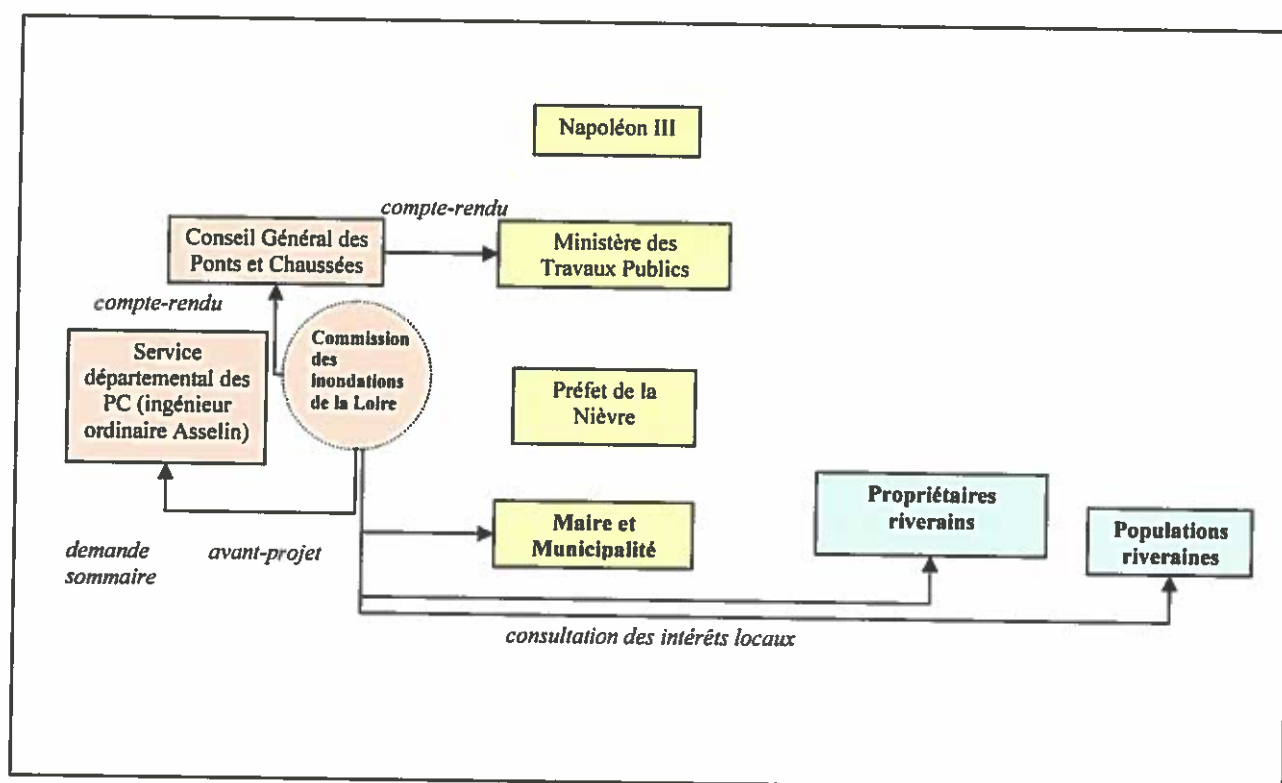 Napoléon III
compte-rendu
Conseil Général des
Ponts et Chaussées
Ministère des
Travaux Publics
compte-rendu
Commission
des
inondations
de la Loire
Service
départemental des
PC (ingénieur
ordinaire Asselin)
Préfet de la
Nièvre
Propriétaires
riverains
Maire et
Municipalité
Populations
riveraines
demande
sommaire
avant-projet
consultation des intérêts locaux